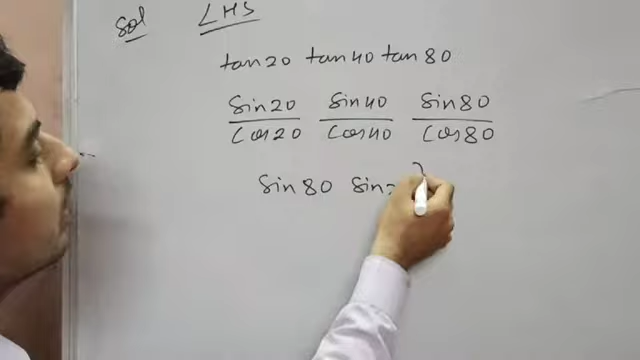 Sol LHS
tan20 tan40 tan80
Sin20 Sin40 Sin80
Cos20 Cos40 Cos80
Sin80 Sin